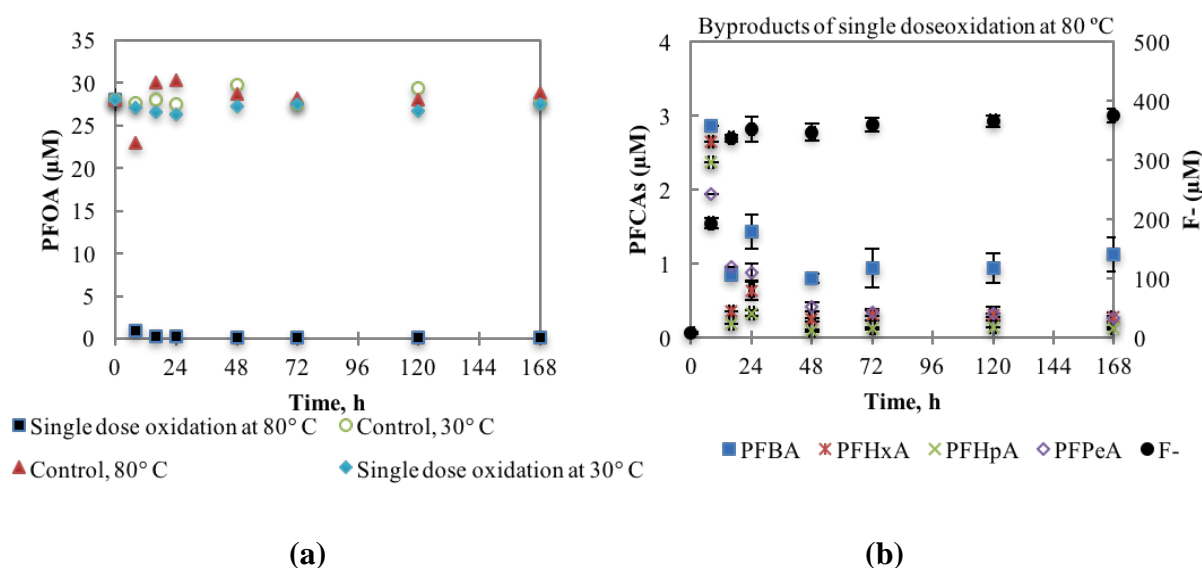 35
30
25
20
15
10
5
0
PFOA (µM)
0 24 48 72 96 120 144 168
Time, h
Single dose oxidation at 80° C Control, 30° C
Control, 80° C Single dose oxidation at 30° C
(a)
Byproducts of single doseoxidation at 80 ºC
4
3
2
1
0
PFCAs (µM)
500
400
300
200
100
0
F- (µM)
0 24 48 72 96 120 144 168
Time, h
PFBA PFHxA PFHpA PFPeA F-
(b)